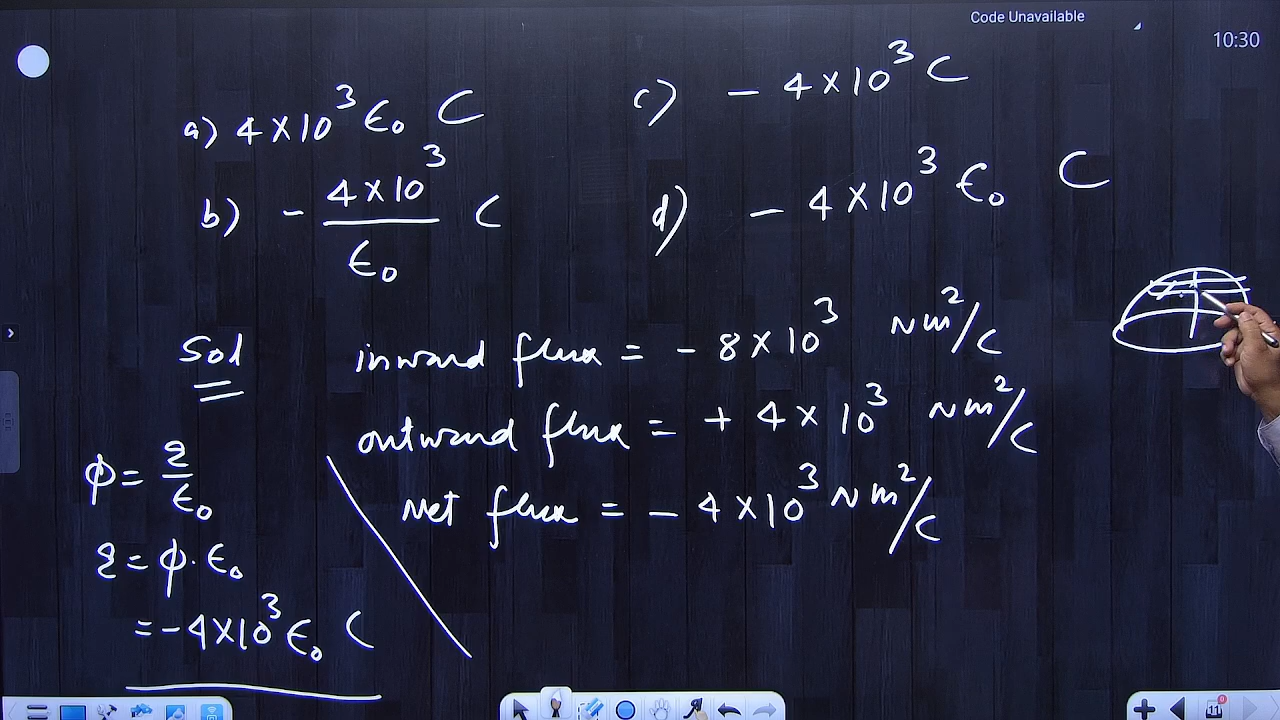 Code Unavailable
10:30
a) 4×10³ ϵ₀ C
c) - 4×10³ C
b) - 4×10³/ϵ₀ C
d) - 4×10³ ϵ₀ C
Sol
inward flux = - 8×10³ Nm²/C
outward flux = + 4×10³ Nm²/C
Net flux = - 4×10³ Nm²/C
ϕ = q/ϵ₀
q = ϕ·ϵ₀
= -4×10³ ϵ₀ C